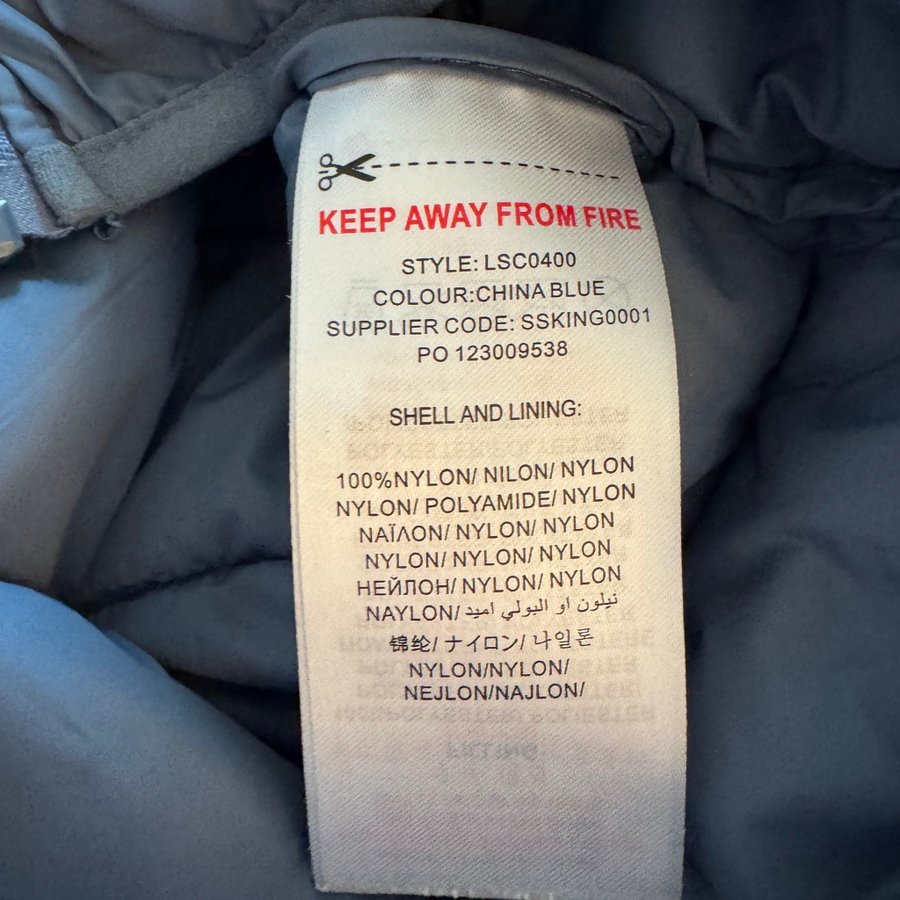 KEEP AWAY FROM FIRE
STYLE: LSC0400
COLOUR:CHINA BLUE
SUPPLIER CODE: SSKING0001
PO 123009538
SHELL AND LINING:
100%NYLON/ NILON/ NYLON
NYLON/ POLYAMIDE/ NYLON
ΝΑΪΛΟΝ/ NYLON/ NYLON
NYLON/ NYLON/ NYLON
НЕЙЛОН/ NYLON/ NYLON
NAYLON/ نيلون او البولي اميد
锦纶/ ナイロン/ 나일론
NYLON/NYLON/
NEJLON/NAJLON/